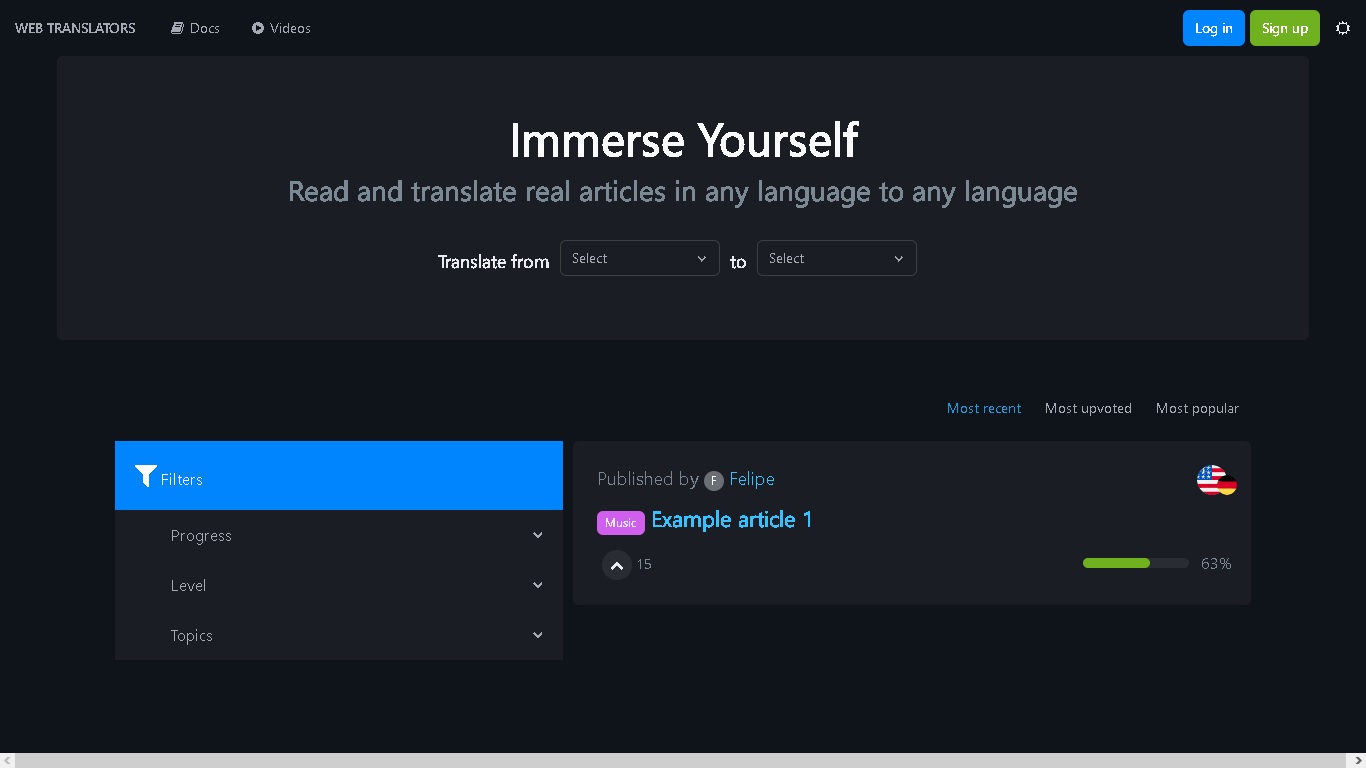 WEB TRANSLATORS Docs Videos Log in Sign up
Immerse Yourself
Read and translate real articles in any language to any language
Translate from Select to Select
Most recent Most upvoted Most popular
Filters
Progress
Level
Topics
Published by F Felipe
Music Example article 1
15 63%